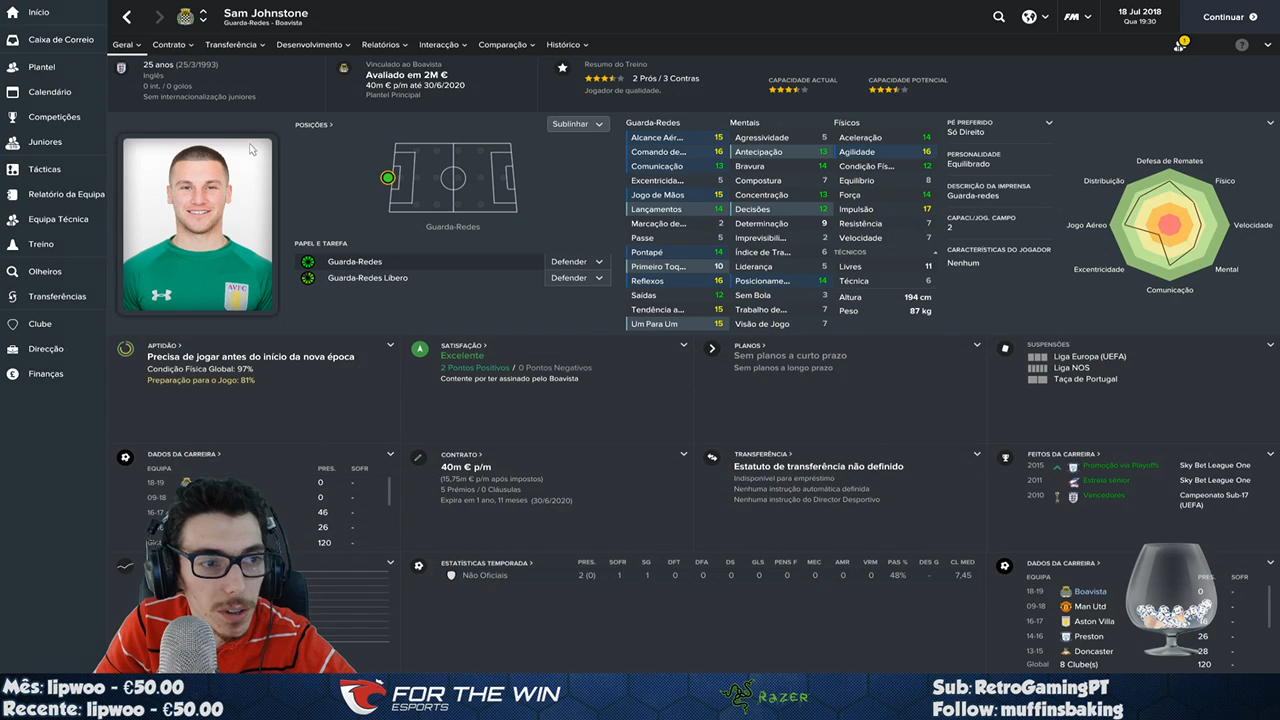 Início
Caixa de Correio
Plantel
Calendário
Competições
Juniores
Tácticas
Relatório da Equipa
Equipa Técnica
Treino
Olheiros
Transferências
Clube
Direcção
Finanças
Sam Johnstone
Guarda-Redes - Boavista
FM
18 Jul 2018
Qua 19:30
Continuar
Geral
Contrato
Transferência
Desenvolvimento
Relatórios
Interacção
Comparação
Histórico
1
?
25 anos (25/3/1993)
Inglês
0 int. / 0 golos
Sem internacionalização juniores
Vinculado ao Boavista
Avaliado em 2M €
40m € p/m até 30/6/2020
Plantel Principal
Resumo do Treino
2 Prós / 3 Contras
Jogador de qualidade.
CAPACIDADE ACTUAL
CAPACIDADE POTENCIAL
POSIÇÕES >
Sublinhar
Guarda-Redes
PAPEL E TAREFA
Guarda-Redes Defender
Guarda-Redes Líbero Defender
Guarda-Redes
Alcance Aér... 15
Comando de... 16
Comunicação 13
Excentricida... 5
Jogo de Mãos 15
Lançamentos 14
Marcação de... 2
Passe 5
Pontapé 14
Primeiro Toq... 10
Reflexos 16
Saídas 12
Tendência a... 15
Um Para Um 15
Mentais
Agressividade 5
Antecipação 13
Bravura 14
Compostura 7
Concentração 13
Decisões 12
Determinação 9
Imprevisibili... 2
Índice de Tra... 6
Liderança 5
Posicioname... 14
Sem Bola 3
Trabalho de... 7
Visão de Jogo 7
Físicos
Aceleração 14
Agilidade 16
Condição Fís... 12
Equilíbrio 8
Força 14
Impulsão 17
Resistência 7
Velocidade 7
TÉCNICOS
Livres 11
Técnica 6
Altura 194 cm
Peso 87 kg
PÉ PREFERIDO
Só Direito
PERSONALIDADE
Equilibrado
DESCRIÇÃO DA IMPRENSA
Guarda-redes
CAPACI/JOG. CAMPO
2
CARACTERÍSTICAS DO JOGADOR
Nenhum
Defesa de Remates
Distribuição
Físico
Jogo Aéreo
Velocidade
Excentricidade
Mental
Comunicação
AVFC
APTIDÃO >
Precisa de jogar antes do início da nova época
Condição Física Global: 97%
Preparação para o Jogo: 81%
SATISFAÇÃO >
Excelente
2 Pontos Positivos / 0 Pontos Negativos
Contente por ter assinado pelo Boavista
PLANOS >
Sem planos a curto prazo
Sem planos a longo prazo
SUSPENSÕES
Liga Europa (UEFA)
Liga NOS
Taça de Portugal
DADOS DA CARREIRA >
EQUIPA PRES. SOFR
18-19 0 -
09-18 0 -
16-17 46 -
26 -
120 -
CONTRATO >
40m € p/m
(15,75m € p/m após impostos)
5 Prémios / 0 Cláusulas
Expira em 1 ano, 11 meses (30/6/2020)
TRANSFERÊNCIA >
Estatuto de transferência não definido
Indisponível para empréstimo
Nenhuma instrução automática definida
Nenhuma instrução do Director Desportivo
FEITOS DA CARREIRA >
2015 Promoção via Playoffs Sky Bet League One
2011 Estreia sénior Sky Bet League One
2010 Vencedores Campeonato Sub-17
(UEFA)
ESTATÍSTICAS TEMPORADA >
PRES. SOFR SG DFT DFA DS GLS PENS F MEC AMR VRM PAS % DES G CL MED
Não Oficiais 2 (0) 1 1 0 0 0 0 0 0 0 0 48% - 7,45
DADOS DA CARREIRA >
EQUIPA PRES. SOFR
18-19 Boavista 0 -
09-18 Man Utd -
16-17 Aston Villa -
14-16 Preston 26 -
13-15 Doncaster 28 -
Global 8 Clube(s) 120 -
Mês: lipwoo - €50.00
Recente: lipwoo - €50.00
FOR THE WIN
ESPORTS
RAZER
Sub: RetroGamingPT
Follow: muffinsbaking